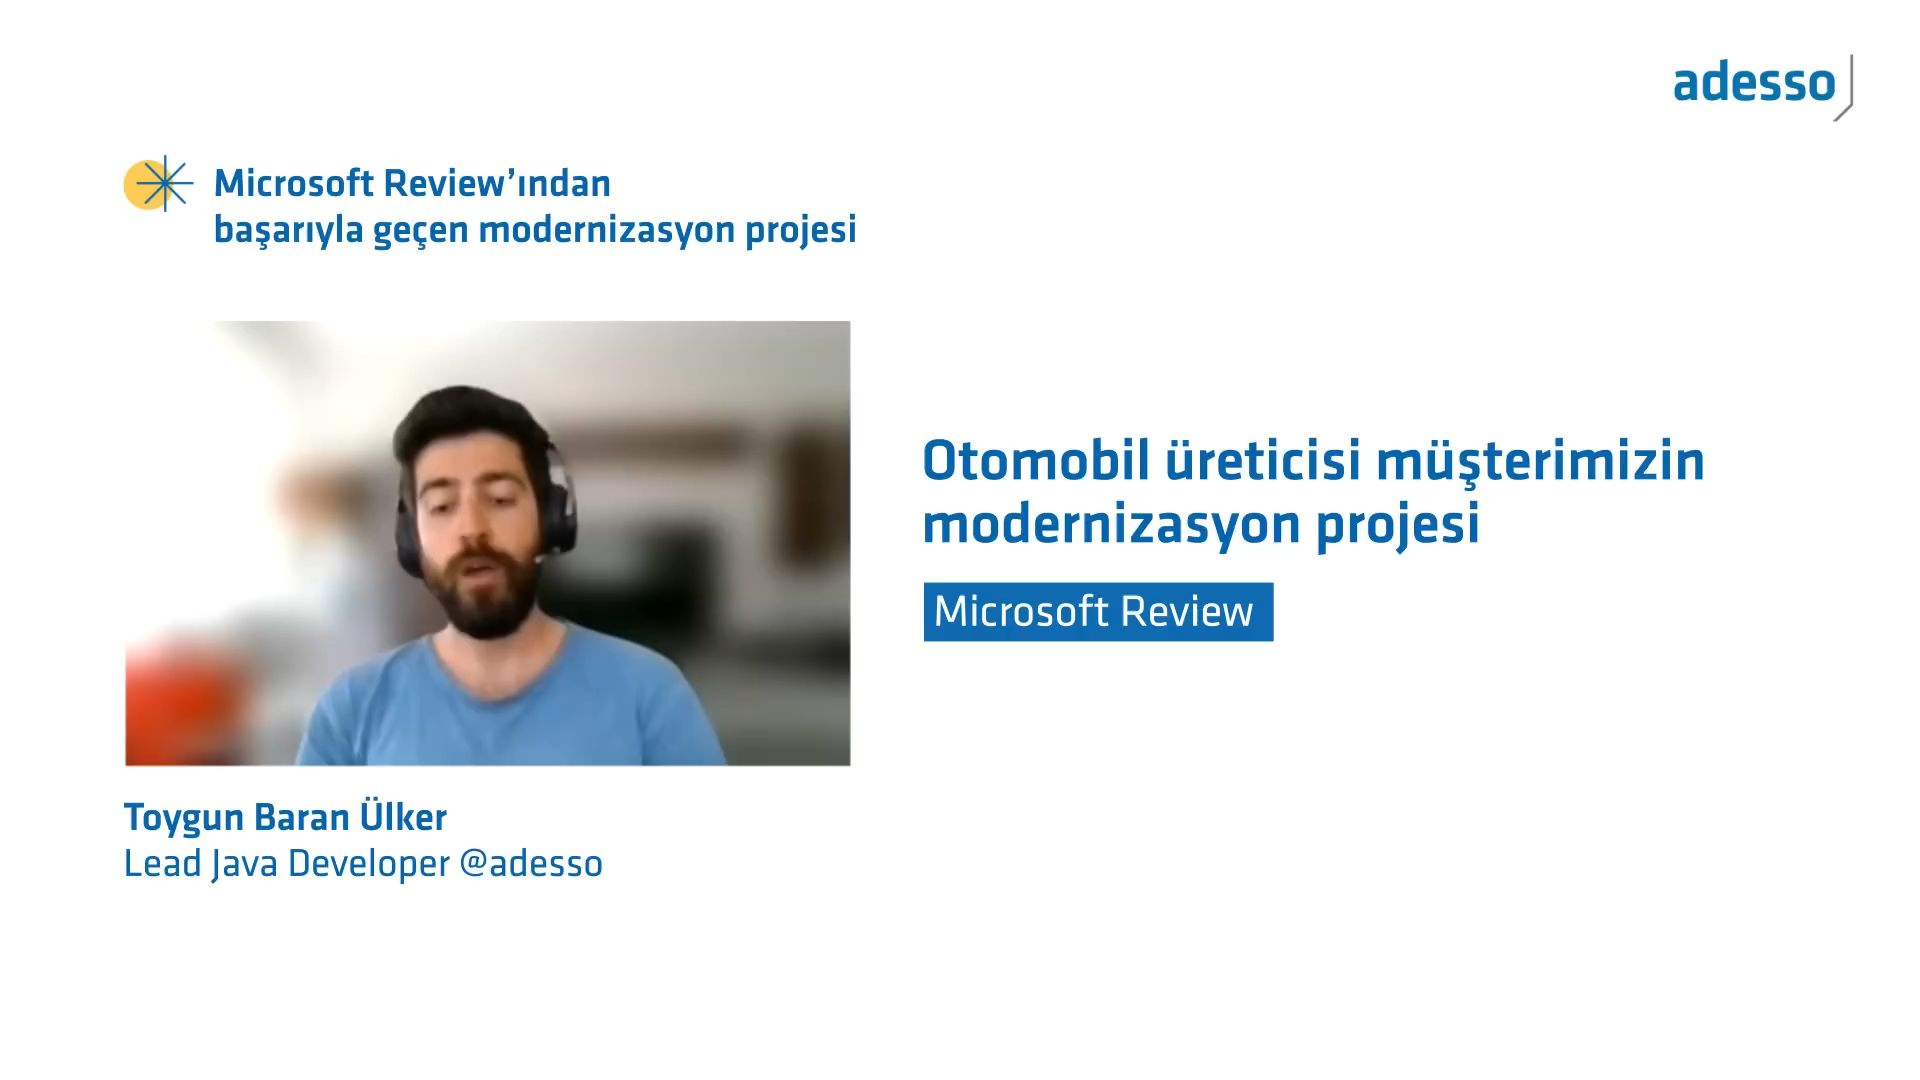 adesso
Microsoft Review’ından
başarıyla geçen modernizasyon projesi
Otomobil üreticisi müşterimizin
modernizasyon projesi
Microsoft Review
Toygun Baran Ülker
Lead Java Developer @adesso